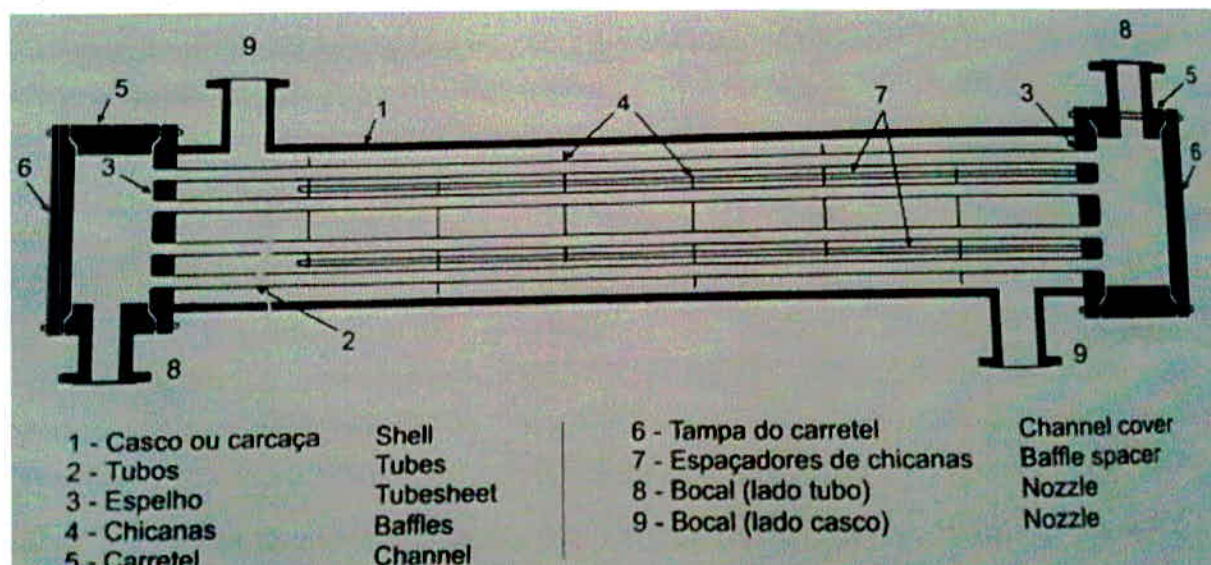 9
8
5
1
4
7
3
5
6
3
6
2
8
9
1 - Casco ou carcaça Shell
2 - Tubos Tubes
3 - Espelho Tubesheet
4 - Chicanas Baffles
5 - Carretel Channel
6 - Tampa do carretel Channel cover
7 - Espaçadores de chicanas Baffle spacer
8 - Bocal (lado tubo) Nozzle
9 - Bocal (lado casco) Nozzle